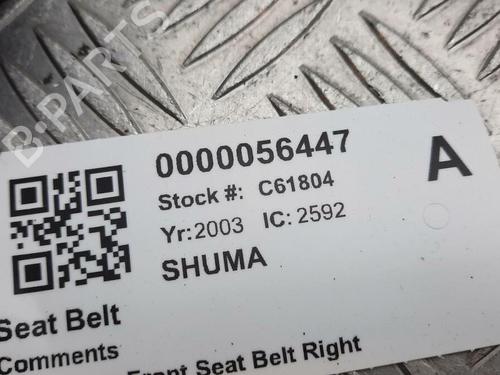 B-PARTS
0000056447
A
Stock #: C61804
Yr:2003 IC: 2592
SHUMA
Seat Belt
Comments
Front Seat Belt Right